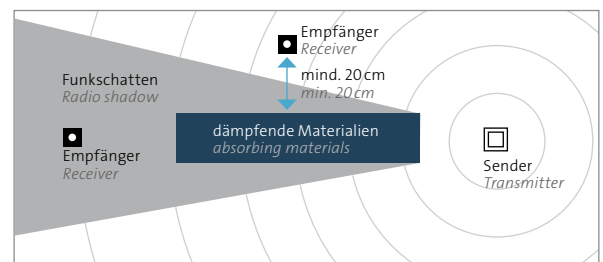 Empfänger
Receiver
mind. 20 cm
min. 20 cm
Funkschatten
Radio shadow
dämpfende Materialien
absorbing materials
Empfänger
Receiver
Sender
Transmitter